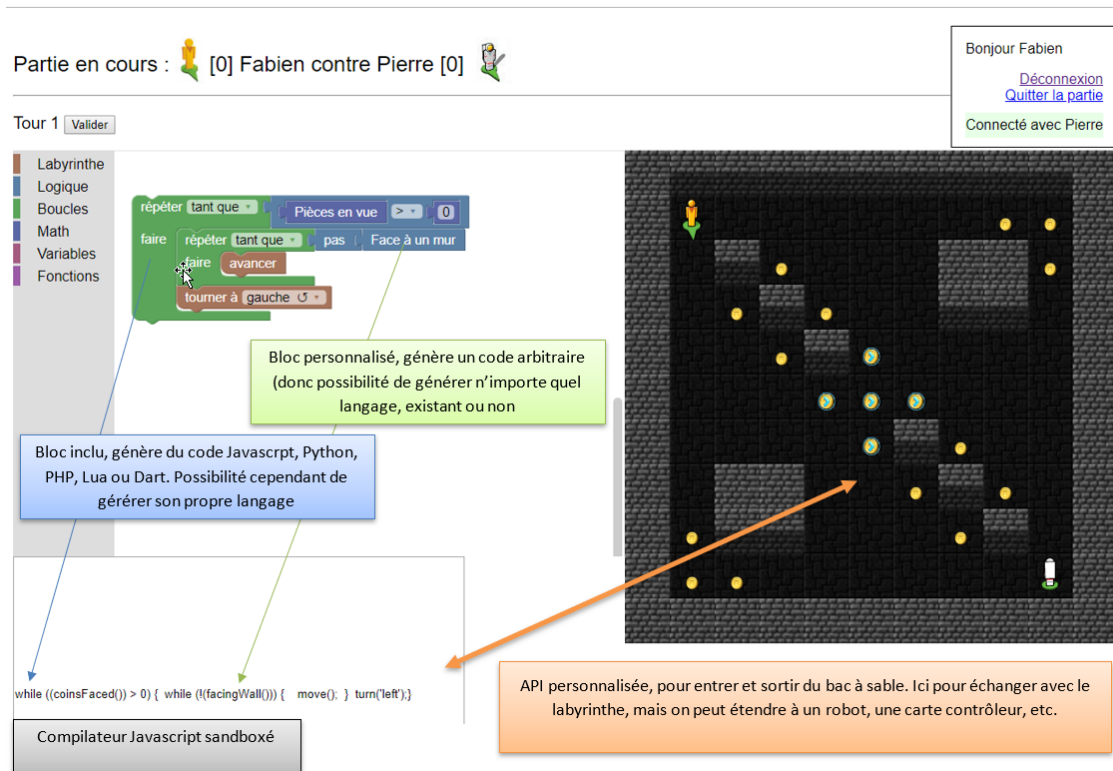 Partie en cours : [0] Fabien contre Pierre [0]
Bonjour Fabien
Déconnexion
Quitter la partie
Connecté avec Pierre
Tour 1 Valider
Labyrinthe
Logique
Boucles
Math
Variables
Fonctions
répéter tant que Pièces en vue > 0
faire répéter tant que pas Face à un mur
faire avancer
tourner à gauche ↺
Bloc personnalisé, génère un code arbitraire
(donc possibilité de générer n’importe quel
langage, existant ou non
Bloc inclu, génère du code Javascrpt, Python,
PHP, Lua ou Dart. Possibilité cependant de
gérérer son propre langage
while ((coinsFaced()) > 0) { while (!(facingWall())) { move(); } turn('left');}
Compilateur Javascript sandboxé
API personnalisée, pour entrer et sortir du bac à sable. Ici pour échanger avec le
labyrinthe, mais on peut étendre à un robot, une carte contrôleur, etc.